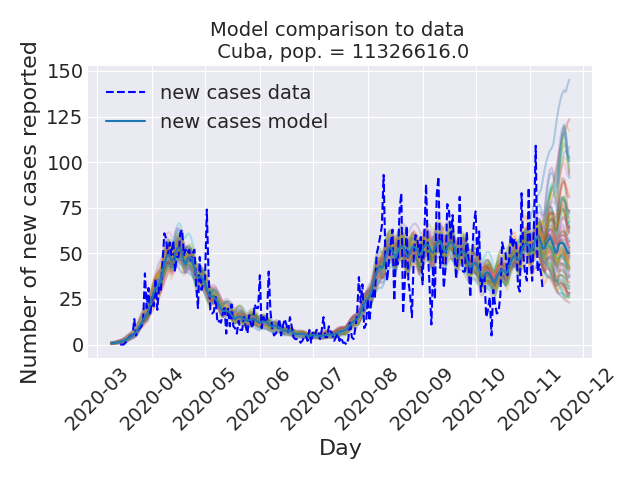 Model comparison to data
Cuba, pop. = 11326616.0
Number of new cases reported
150
125
100
75
50
25
0
new cases data
new cases model
2020-03
2020-04
2020-05
2020-06
2020-07
2020-08
2020-09
2020-10
2020-11
2020-12
Day